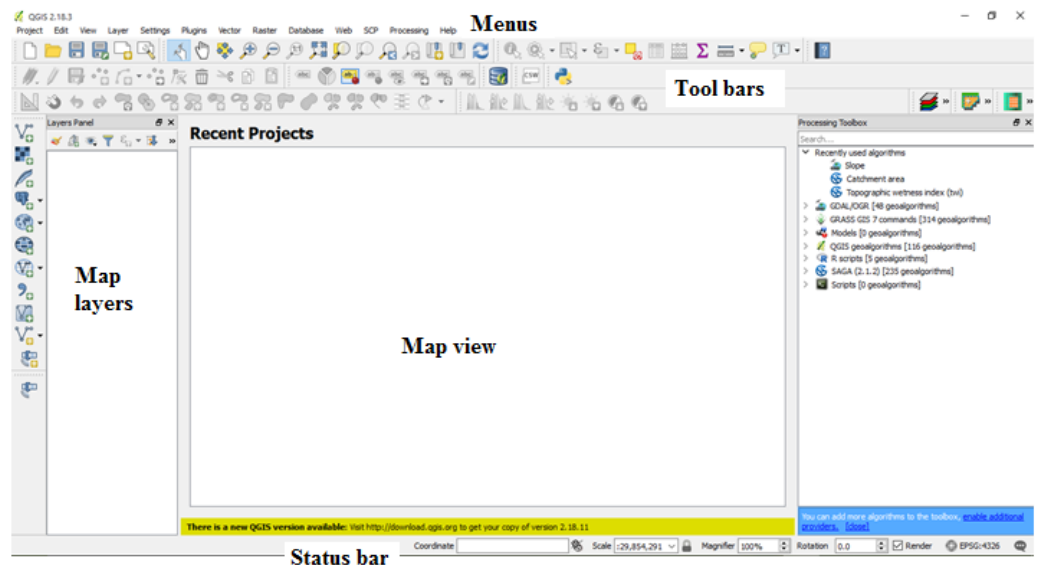 QGIS 2.18.3
Project Edit View Layer Settings Plugins Vector Raster Database Web SCP Processing Help
Menus
Tool bars
Layers Panel
Recent Projects
Processing Toolbox
Search...
Recently used algorithms
Slope
Catchment area
Topographic wetness index (twi)
GDAL/OGR [48 geoalgorithms]
GRASS GIS 7 commands [314 geoalgorithms]
Models [0 geoalgorithms]
QGIS geoalgorithms [116 geoalgorithms]
R scripts [5 geoalgorithms]
SAGA (2.1.2) [235 geoalgorithms]
Scripts [0 geoalgorithms]
Map
layers
Map view
You can add more algorithms to the toolbox, enable additional
providers. [close]
There is a new QGIS version available: Visit http://download.qgis.org to get your copy of version 2.18.11
Coordinate Scale :29,854,291 Magnifier 100% Rotation 0.0 Render EPSG:4326
Status bar